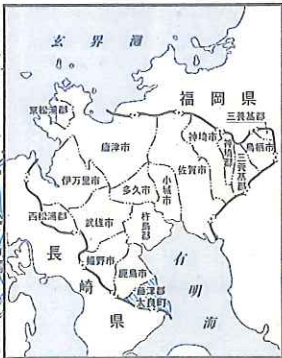 玄界灘
福岡県
東松浦郡
三養基郡
神埼市
鳥栖市
唐津市
神埼郡
三養基郡
佐賀市
伊万里市
多久市
小城市
西松浦郡
武雄市
杵島郡
嬉野市
鹿島市
有明海
長崎県
藤津郡
太良町